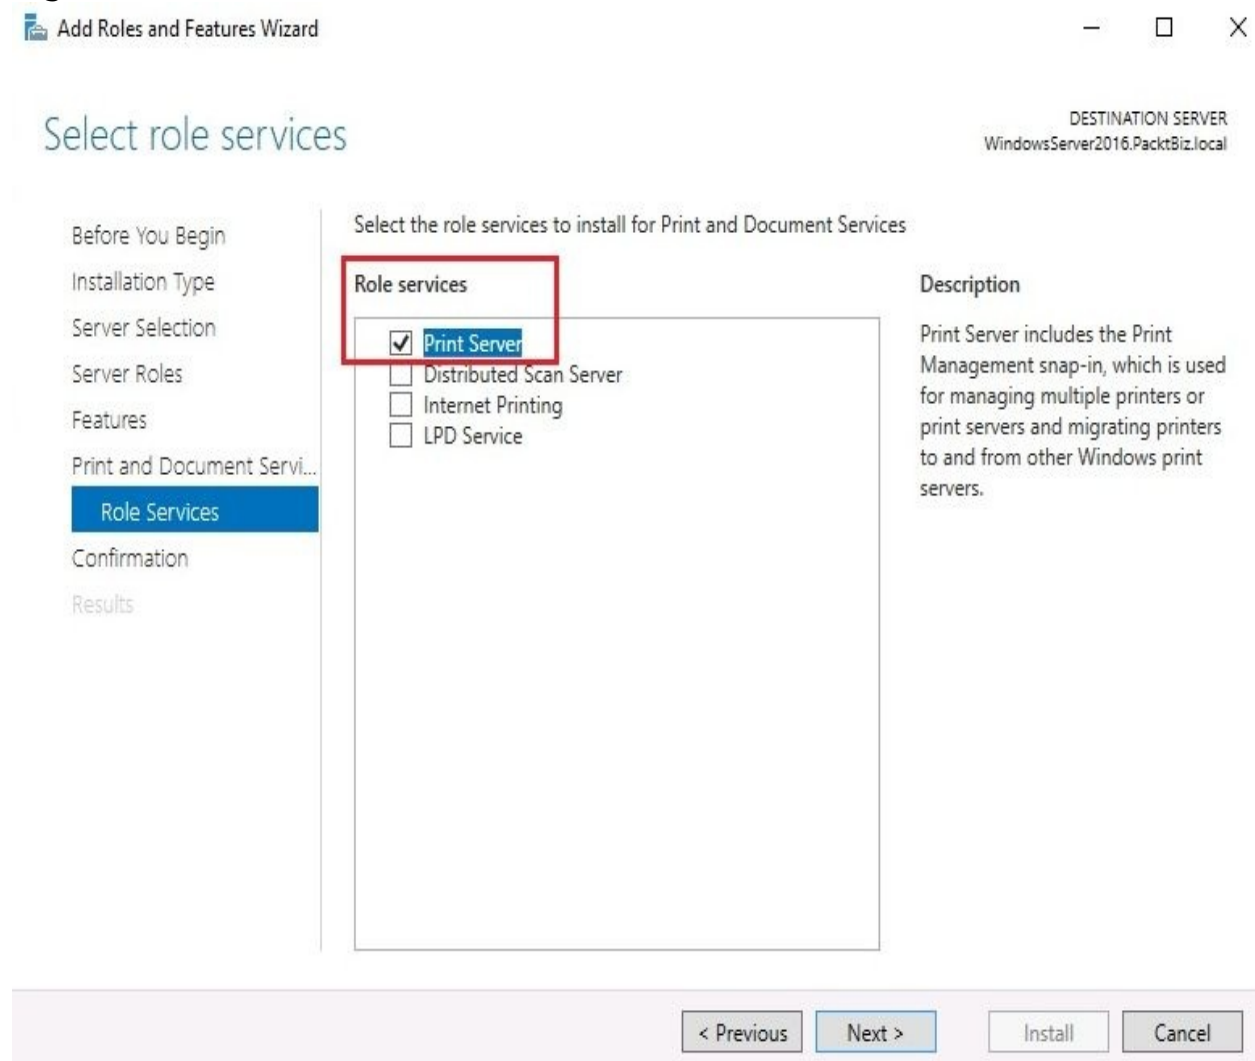 Add Roles and Features Wizard
Select role services
DESTINATION SERVER
WindowsServer2016.PacktBiz.local
Before You Begin
Installation Type
Server Selection
Server Roles
Features
Print and Document Servi...
Role Services
Confirmation
Results
Select the role services to install for Print and Document Services
Role services
Print Server
Distributed Scan Server
Internet Printing
LPD Service
Description
Print Server includes the Print
Management snap-in, which is used
for managing multiple printers or
print servers and migrating printers
to and from other Windows print
servers.
< Previous
Next >
Install
Cancel